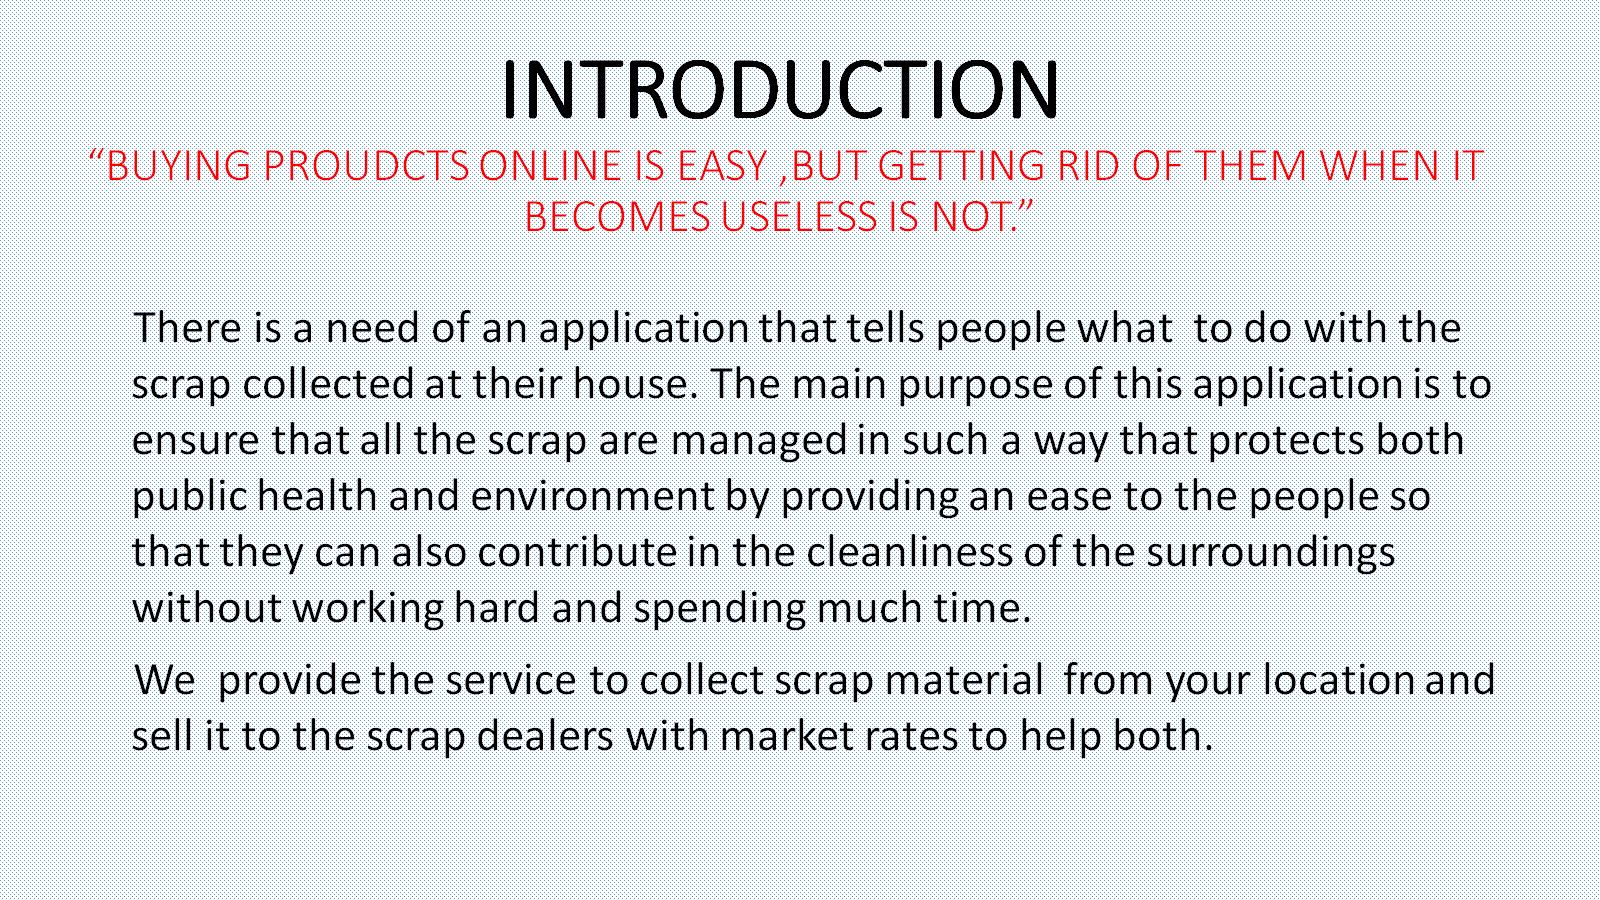 INTRODUCTION
“BUYING PROUDCTS ONLINE IS EASY ,BUT GETTING RID OF THEM WHEN IT
BECOMES USELESS IS NOT.”
There is a need of an application that tells people what  to do with the
scrap collected at their house. The main purpose of this application is to
ensure that all the scrap are managed in such a way that protects both
public health and environment by providing an ease to the people so
that they can also contribute in the cleanliness of the surroundings
without working hard and spending much time.
We  provide the service to collect scrap material  from your location and
sell it to the scrap dealers with market rates to help both.